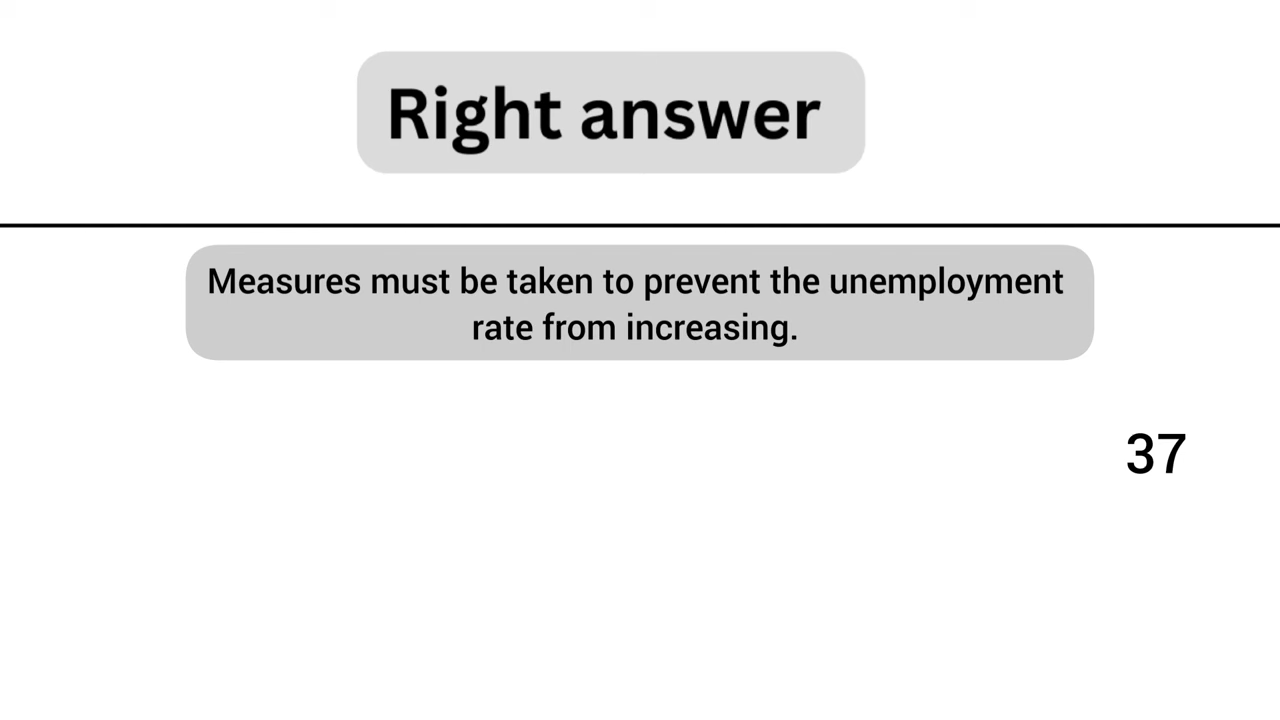 Right answer
Measures must be taken to prevent the unemployment
rate from increasing.
37